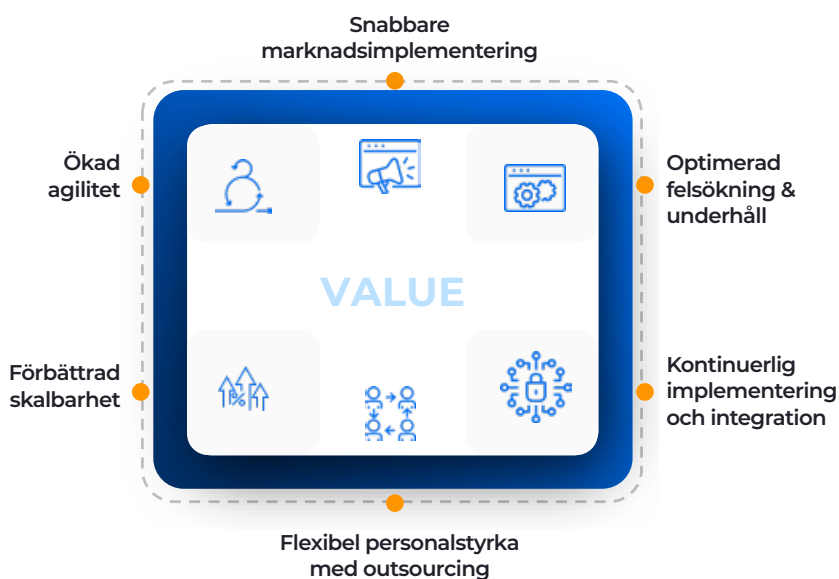 Snabbare
marknadsimplementering
Ökad
agilitet
Optimerad
felsökning &
underhåll
VALUE
Förbättrad
skalbarhet
%
Kontinuerlig
implementering
och integration
Flexibel personalstyrka
med outsourcing